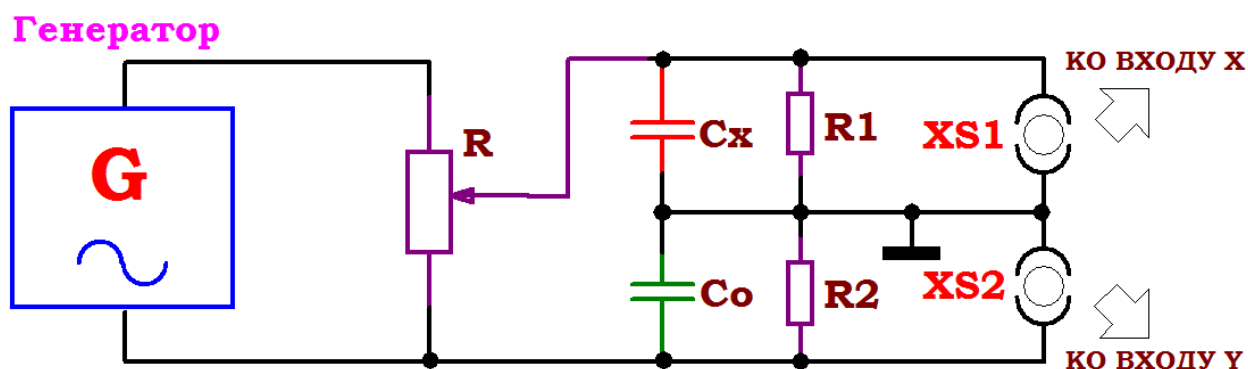 Генератор
КО ВХОДУ X
G
R
Cx
R1
XS1
Co
R2
XS2
КО ВХОДУ Y